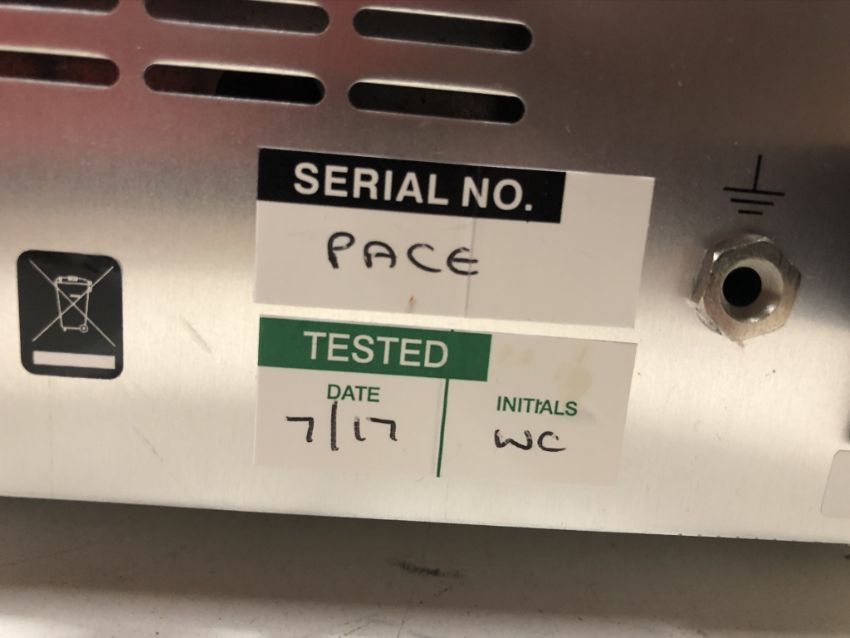 SERIAL NO.
PACE
TESTED
DATE
INITIALS
7/17
WC